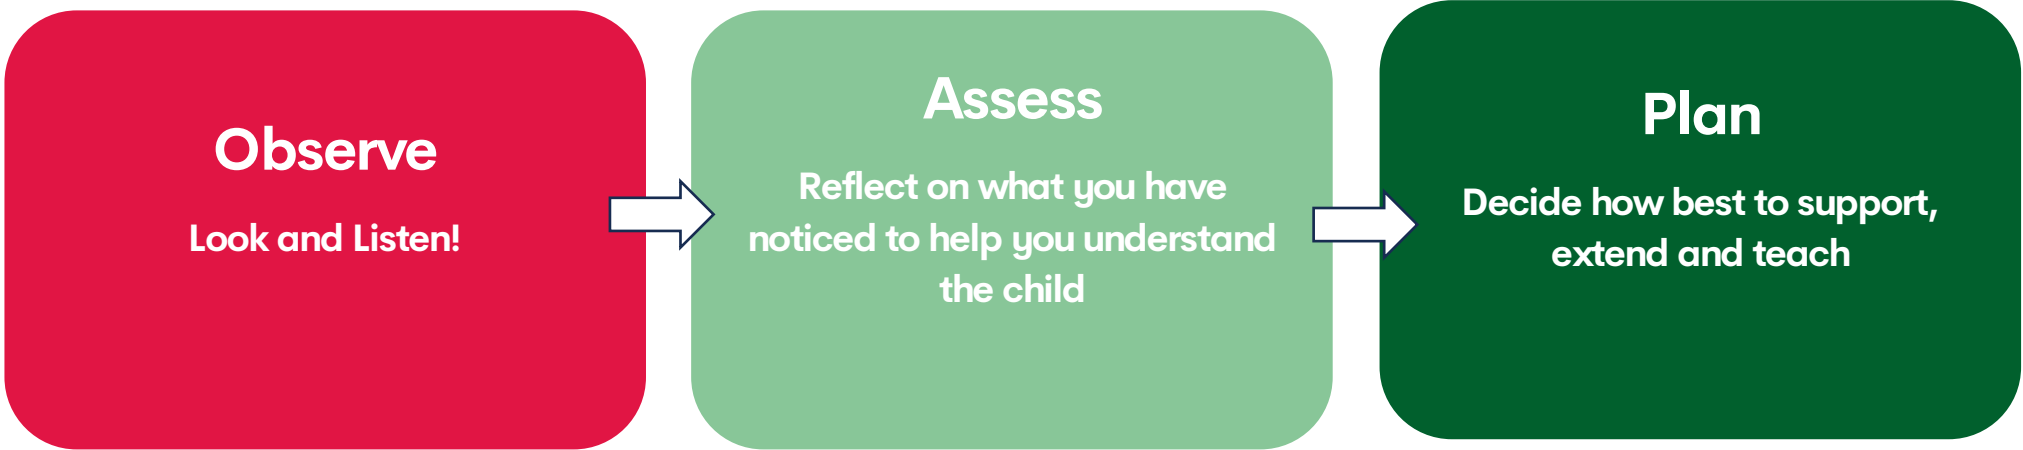 Observe
Look and Listen!
Assess
Reflect on what you have
noticed to help you understand
the child
Plan
Decide how best to support,
extend and teach